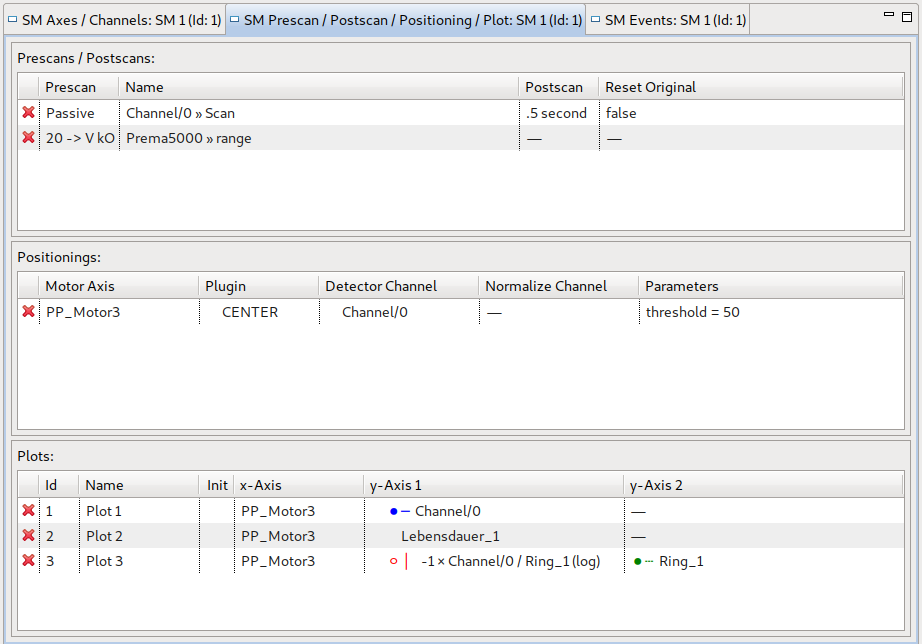 SM Axes / Channels: SM 1 (Id: 1) SM Prescan / Postscan / Positioning / Plot: SM 1 (Id: 1) SM Events: SM 1 (Id: 1)
Prescans / Postscans:
Prescan Name Postscan Reset Original
Passive Channel/0 » Scan .5 second false
20 -> V kO Prema5000 » range — —
Positionings:
Motor Axis Plugin Detector Channel Normalize Channel Parameters
PP_Motor3 CENTER Channel/0 — threshold = 50
Plots:
Id Name Init x-Axis y-Axis 1 y-Axis 2
1 Plot 1 PP_Motor3 Channel/0 —
2 Plot 2 PP_Motor3 Lebensdauer_1 —
3 Plot 3 PP_Motor3 -1 × Channel/0 / Ring_1 (log) Ring_1